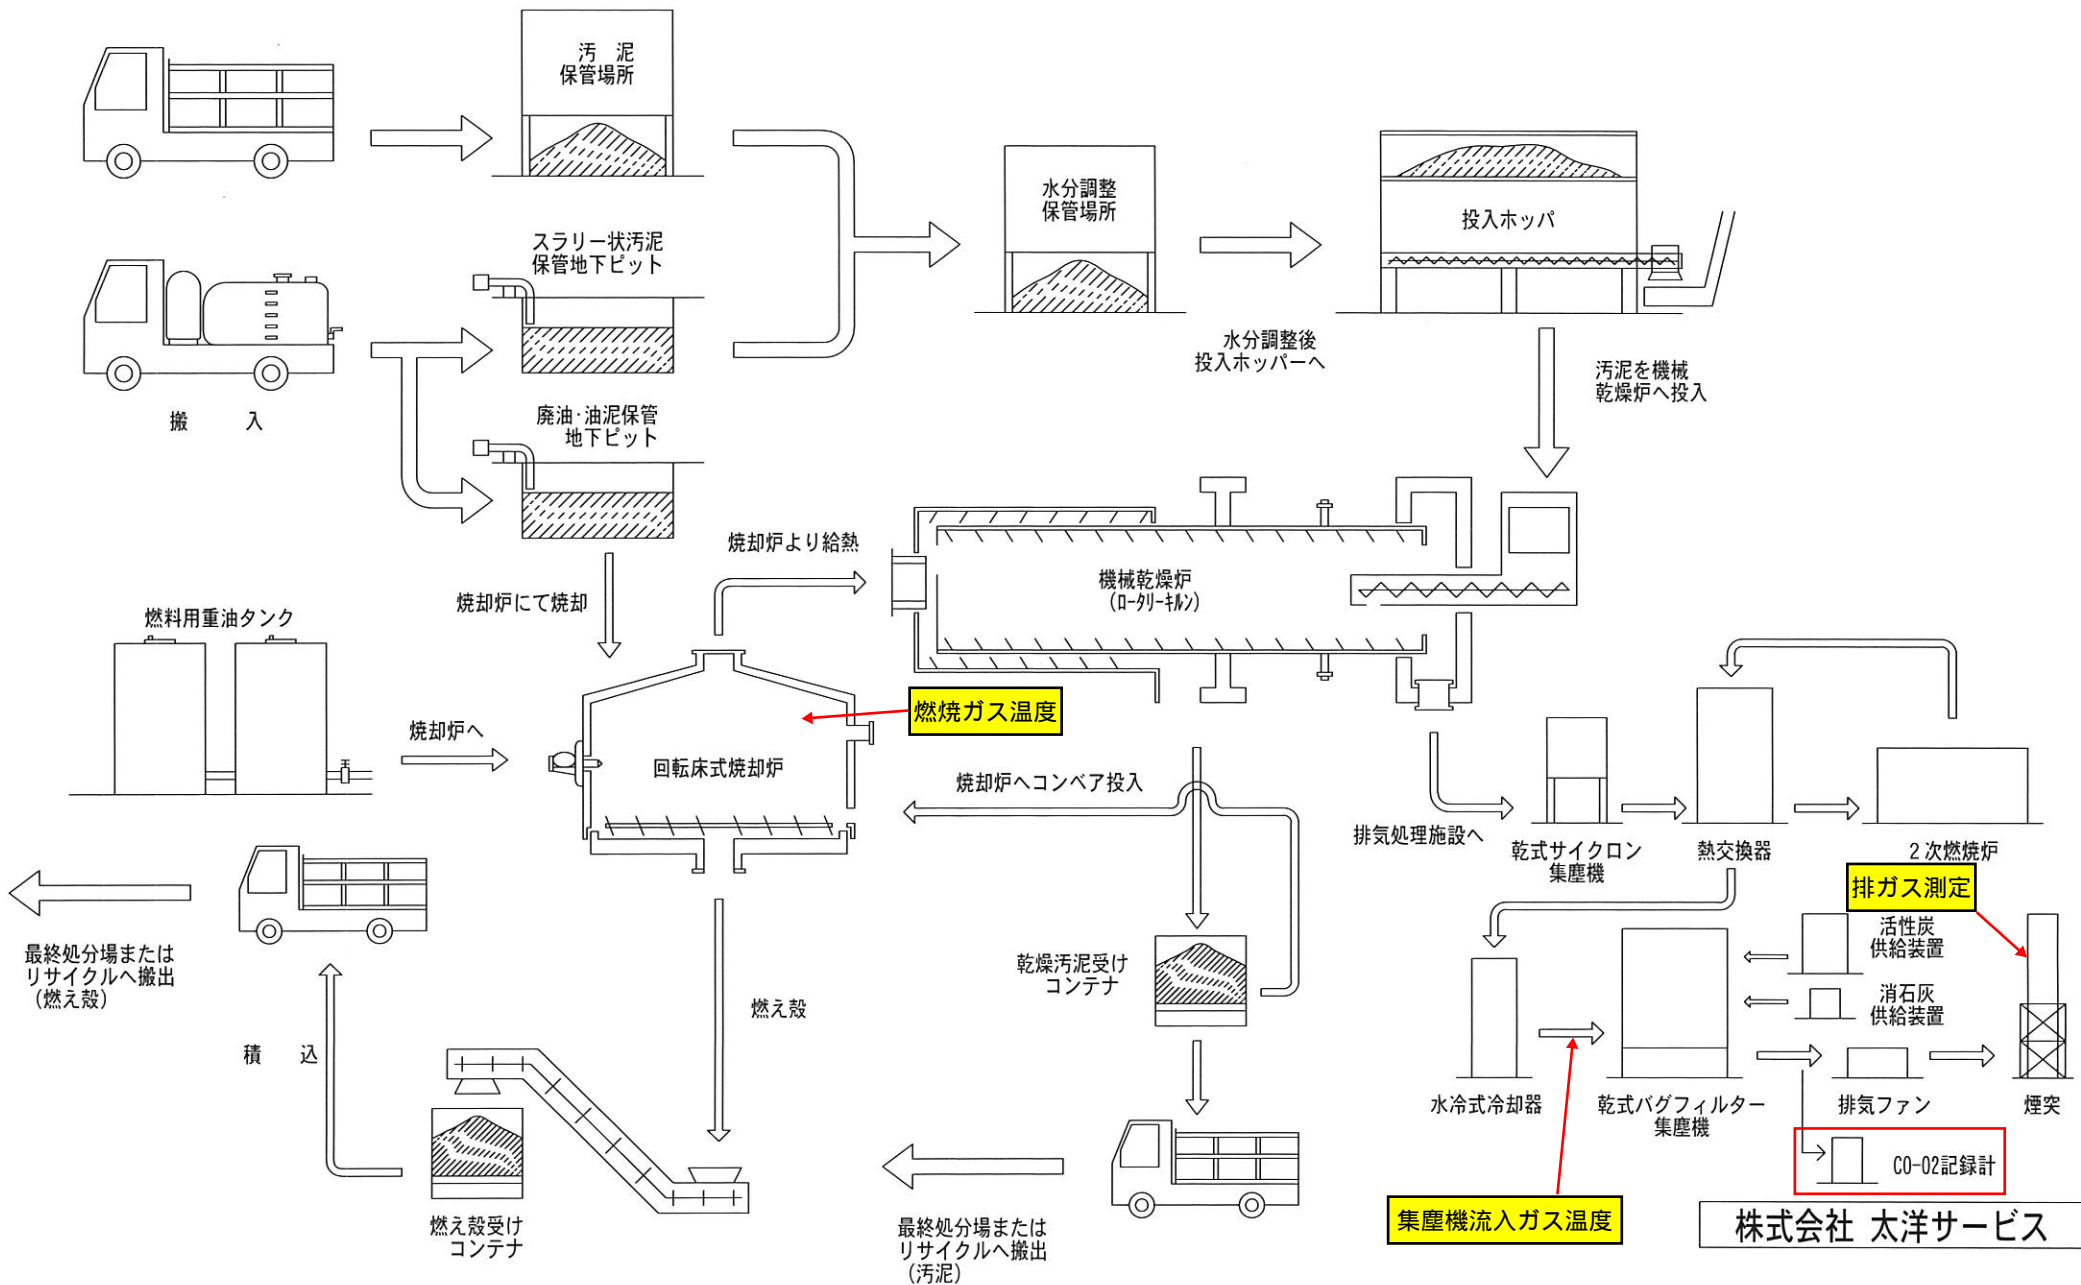 汚 泥
保管場所
スラリー状汚泥
保管地下ピット
搬 入
廃油・油泥保管
地下ピット
水分調整
保管場所
水分調整後
投入ホッパーへ
投入ホッパ
汚泥を機械
乾燥炉へ投入
焼却炉より給熱
焼却炉にて焼却
機械乾燥炉
(ロータリーキルン)
燃料用重油タンク
焼却炉へ
回転床式焼却炉
燃焼ガス温度
焼却炉へコンベア投入
排気処理施設へ
乾式サイクロン
集塵機
熱交換器
2次燃焼炉
排ガス測定
活性炭
供給装置
消石灰
供給装置
水冷式冷却器
乾式バグフィルター
集塵機
排気ファン
煙突
CO-O2記録計
集塵機流入ガス温度
乾燥汚泥受け
コンテナ
燃え殻
最終処分場または
リサイクルへ搬出
(燃え殻)
積 込
燃え殻受け
コンテナ
最終処分場または
リサイクルへ搬出
(汚泥)
株式会社 太洋サービス